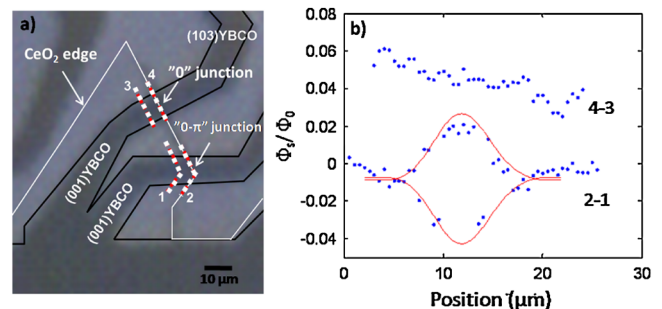 a)
(103)YBCO
CeO2 edge
3
4
"0" junction
"0-π" junction
(001)YBCO
(001)YBCO
1
2
10 μm
b)
Φs/Φ0
0.08
0.06
0.04
0.02
0
-0.02
-0.04
4-3
2-1
0
10
20
30
Position (μm)